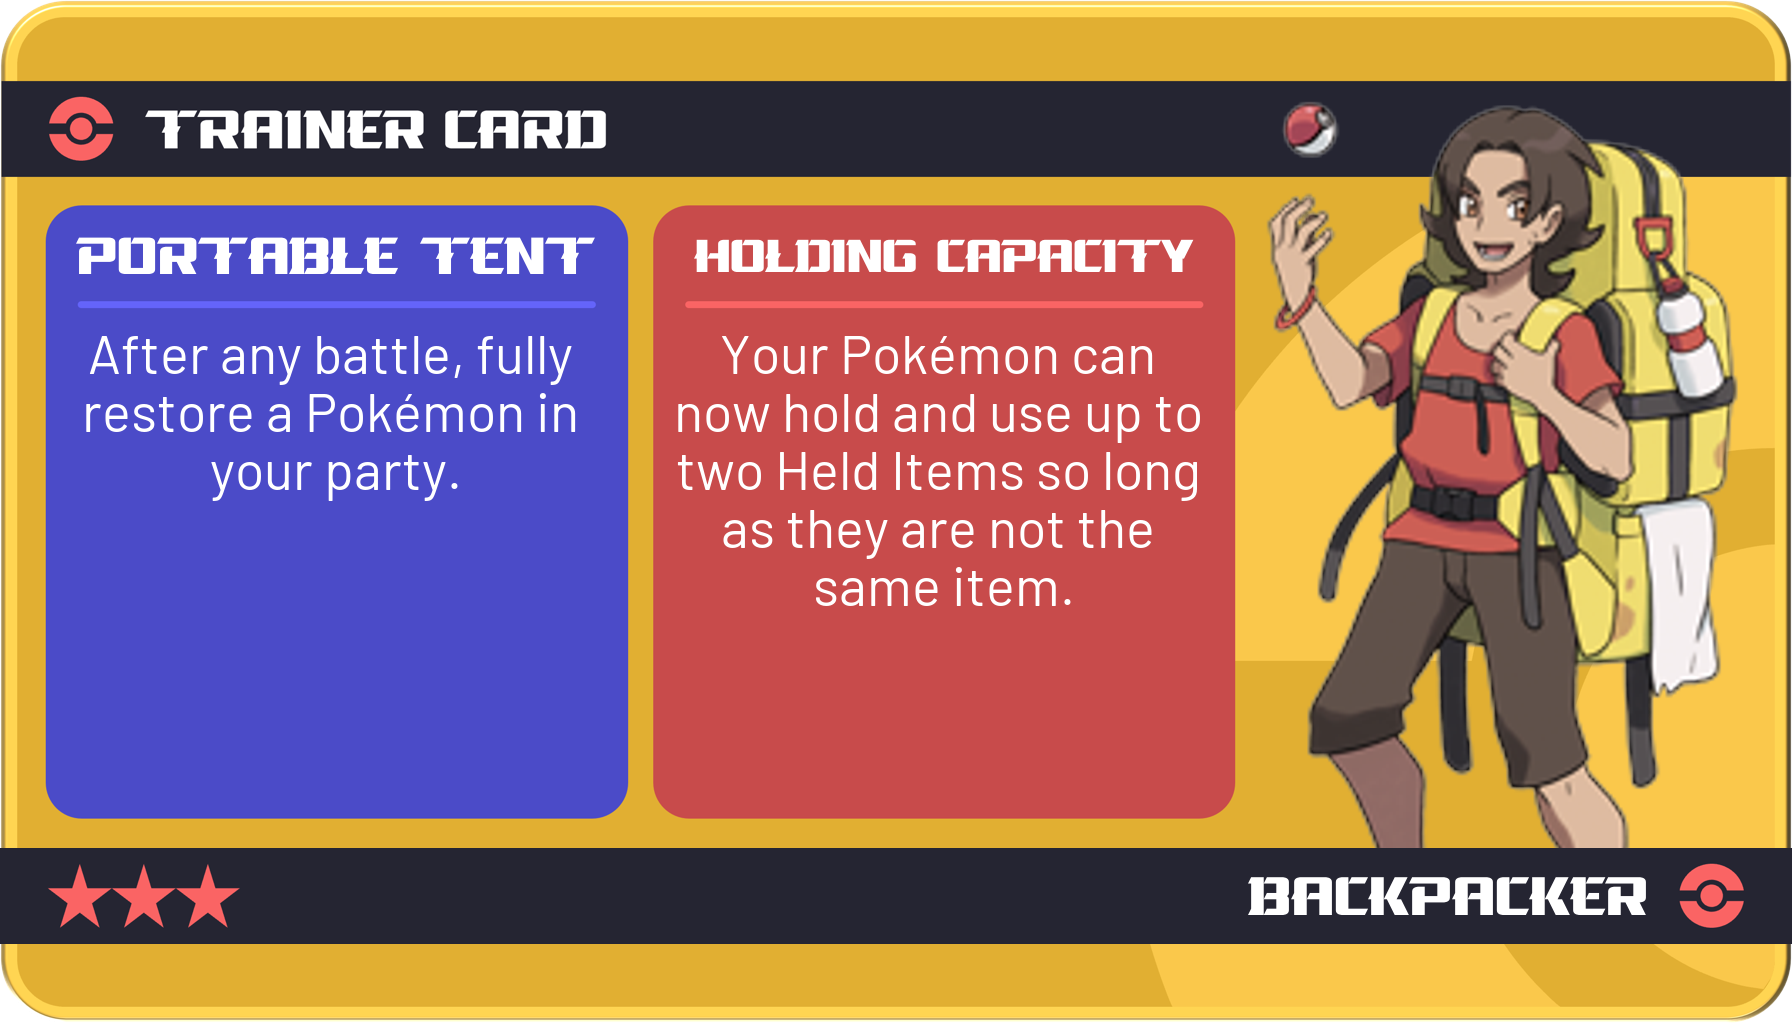 TRAINER CARD
PORTABLE TENT
After any battle, fully
restore a Pokémon in
your party.
HOLDING CAPACITY
Your Pokémon can
now hold and use up to
two Held Items so long
as they are not the
same item.
BACKPACKER